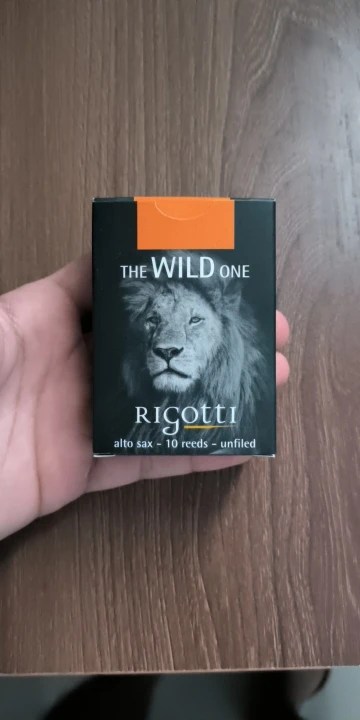 THE WILD ONE
RIGOTTI
alto sax - 10 reeds - unfiled